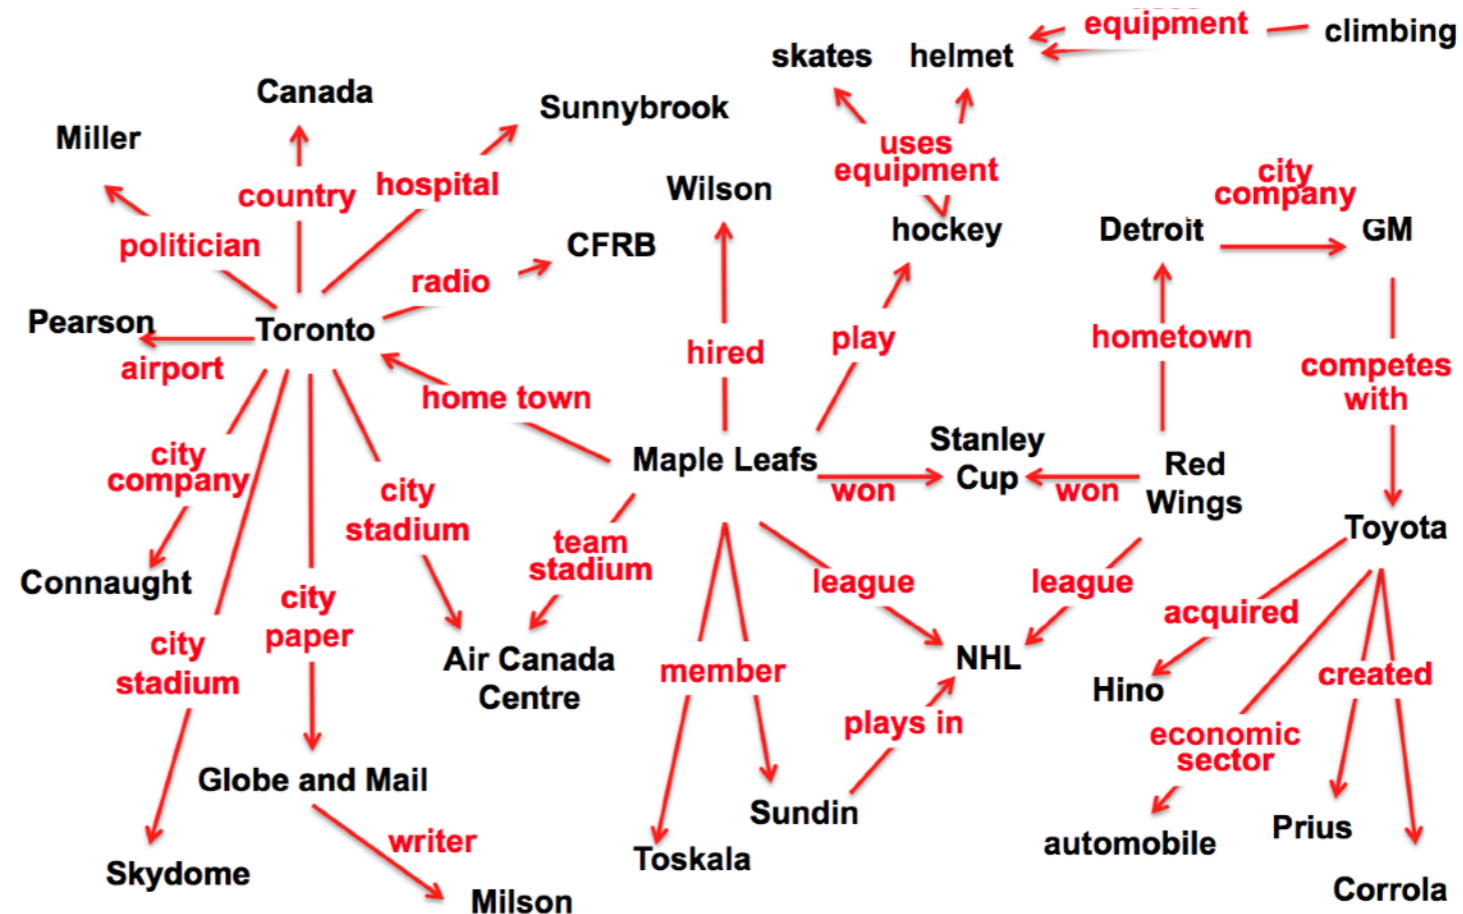 equipment
climbing
skates
helmet
Canada
Sunnybrook
Miller
uses
equipment
country
hospital
Wilson
city
company
politician
CFRB
hockey
Detroit
GM
radio
Pearson
Toronto
airport
hired
play
hometown
competes
with
home town
Maple Leafs
Stanley
Cup
won
won
Red
Wings
city
company
city
stadium
team
stadium
league
league
Toyota
Connaught
city
paper
acquired
city
stadium
Air Canada
Centre
member
NHL
Hino
created
plays in
economic
sector
Globe and Mail
Sundin
automobile
Prius
writer
Skydome
Toskala
Milson
Corrola